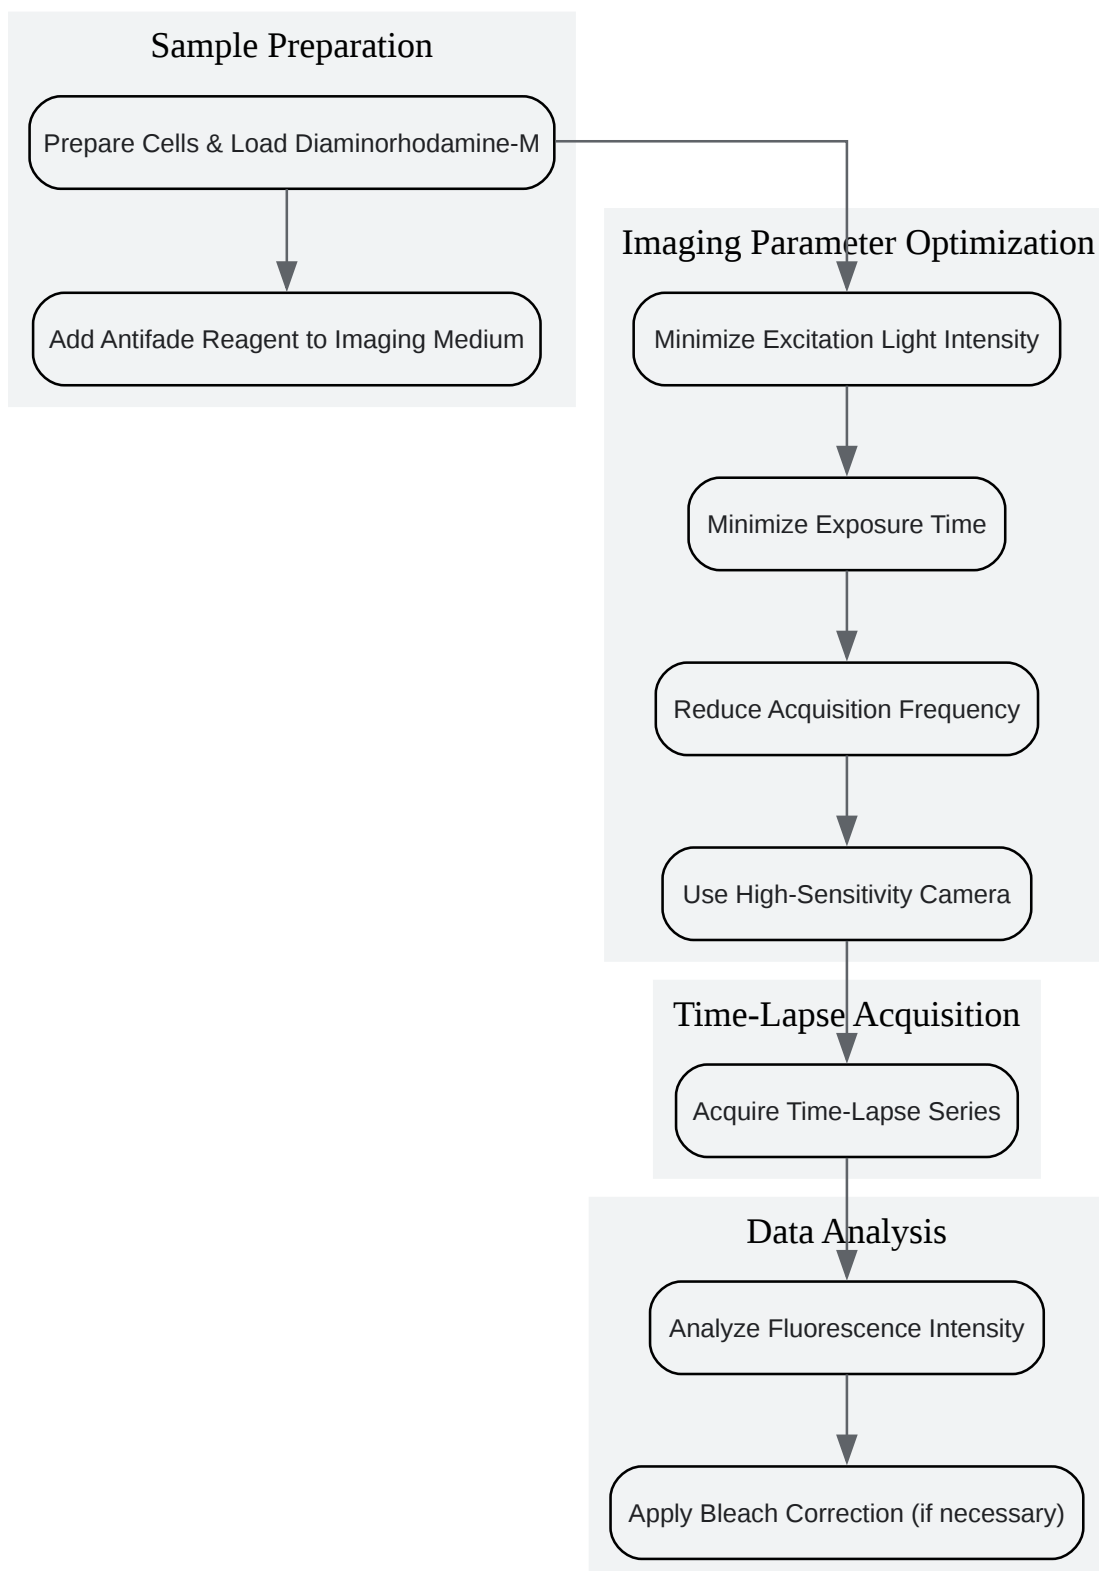 Sample Preparation
Prepare Cells & Load Diaminorhodamine-M
Add Antifade Reagent to Imaging Medium
Imaging Parameter Optimization
Minimize Excitation Light Intensity
Minimize Exposure Time
Reduce Acquisition Frequency
Use High-Sensitivity Camera
Time-Lapse Acquisition
Acquire Time-Lapse Series
Data Analysis
Analyze Fluorescence Intensity
Apply Bleach Correction (if necessary)